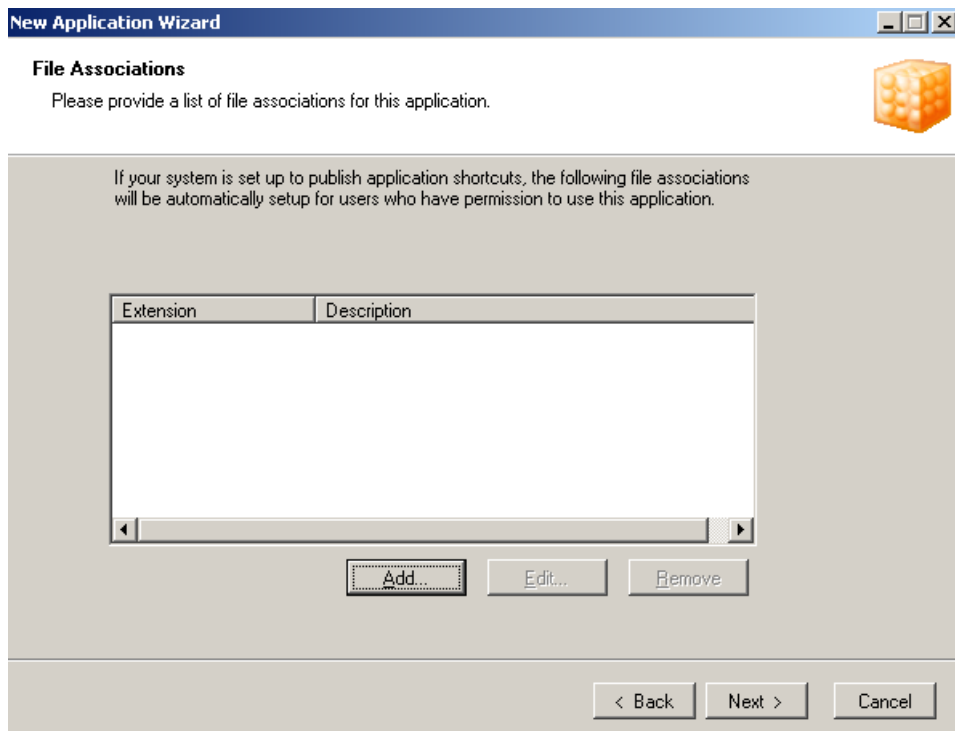 New Application Wizard
File Associations
Please provide a list of file associations for this application.
If your system is set up to publish application shortcuts, the following file associations
will be automatically setup for users who have permission to use this application.
Extension Description
Add... Edit... Remove
< Back Next > Cancel